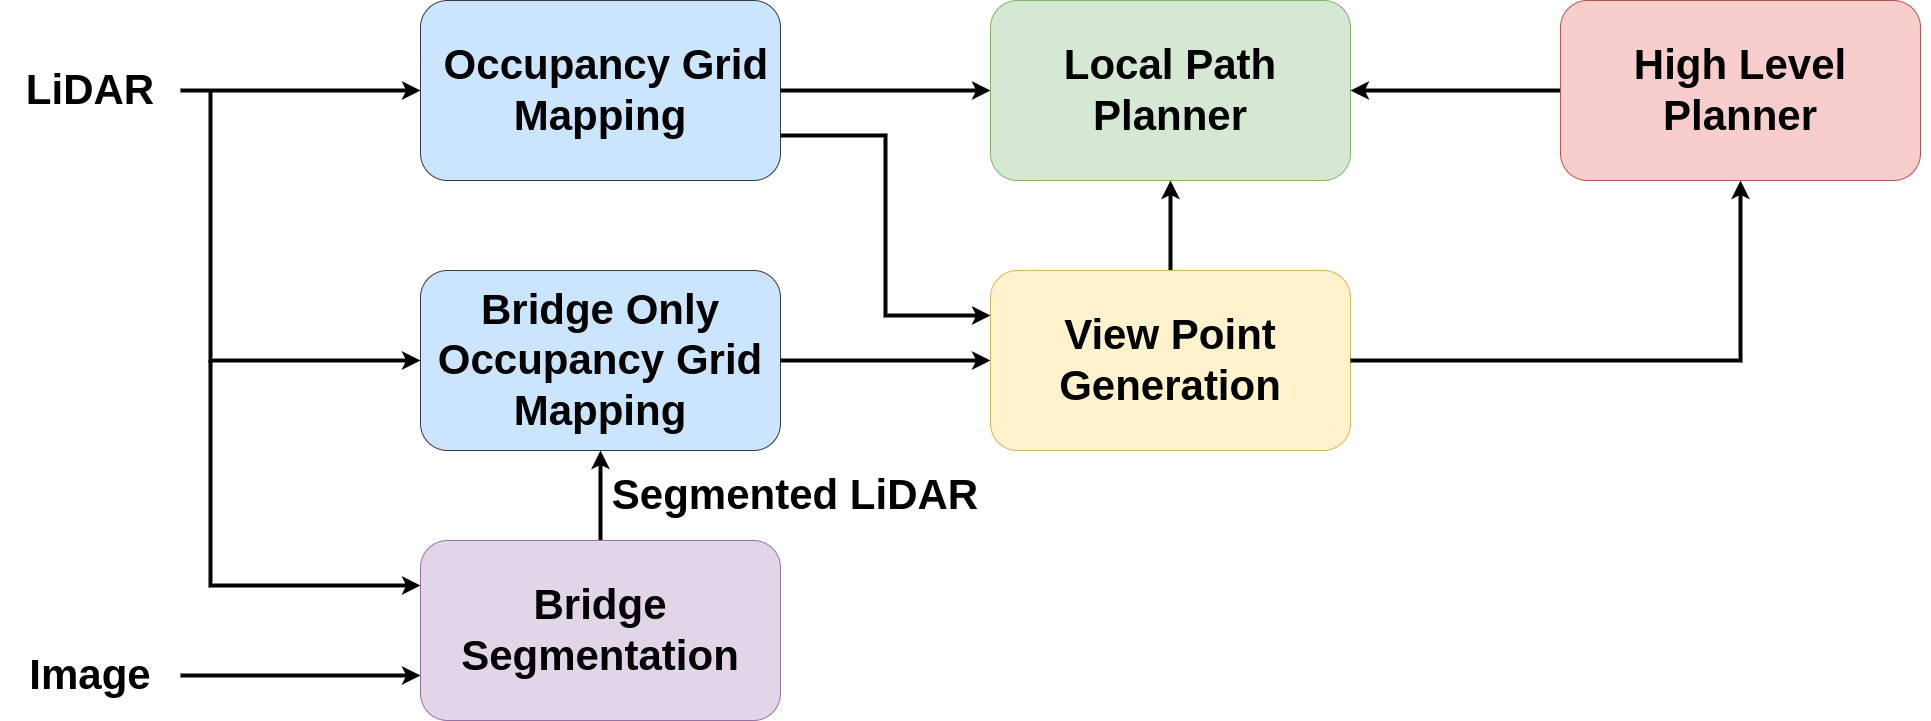 LiDAR
Occupancy Grid
Mapping
Local Path
Planner
High Level
Planner
Bridge Only
Occupancy Grid
Mapping
View Point
Generation
Segmented LiDAR
Bridge
Segmentation
Image